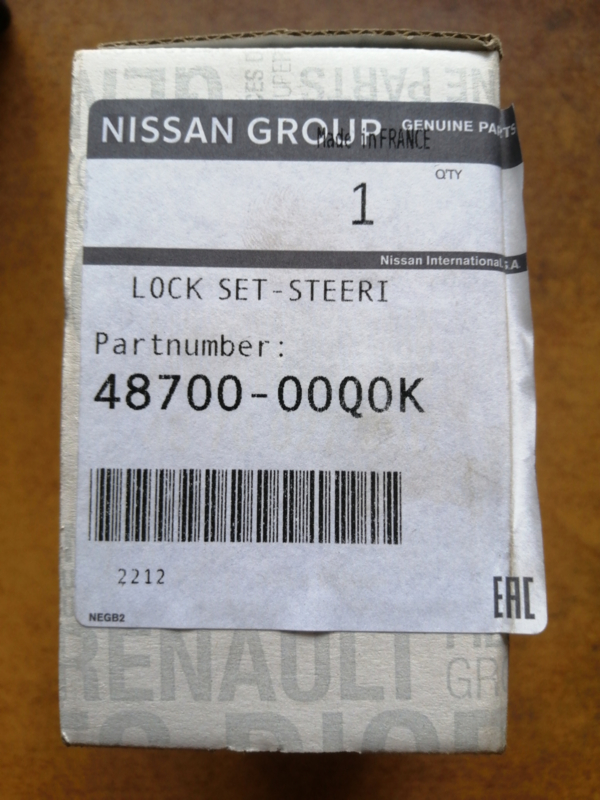 NISSAN GROUP GENUINE PARTS
Made in FRANCE
Q'TY
1
Nissan International, S.A.
LOCK SET-STEERI
Partnumber:
48700-00Q0K
2212
NEGB2
EAC
RENAULT